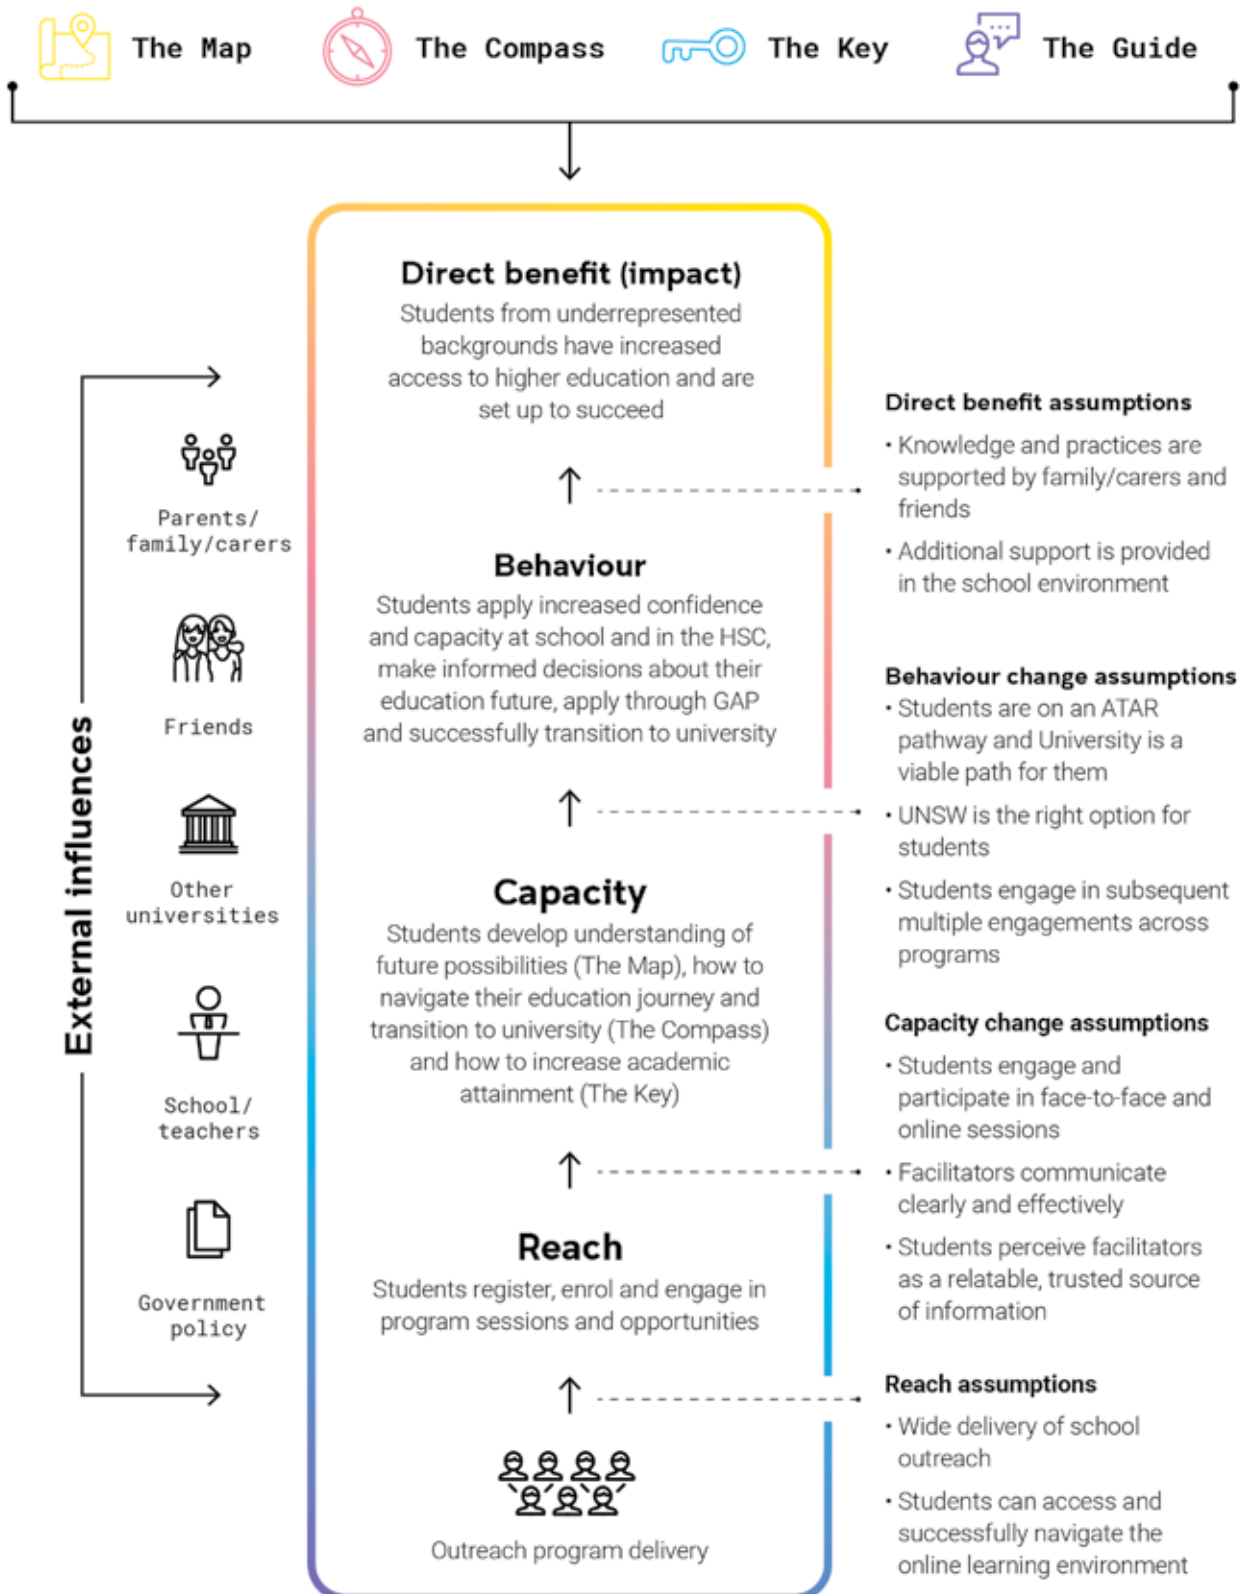 The Map
The Compass
The Key
The Guide
Direct benefit (impact)
Students from underrepresented
backgrounds have increased
access to higher education and are
set up to succeed
Behaviour
Students apply increased confidence
and capacity at school and in the HSC,
make informed decisions about their
education future, apply through GAP
and successfully transition to university
Capacity
Students develop understanding of
future possibilities (The Map), how to
navigate their education journey and
transition to university (The Compass)
and how to increase academic
attainment (The Key)
Reach
Students register, enrol and engage in
program sessions and opportunities
Outreach program delivery
External influences
Parents/
family/carers
Friends
Other
universities
School/
teachers
Government
policy
Direct benefit assumptions
• Knowledge and practices are
supported by family/carers and
friends
• Additional support is provided
in the school environment
Behaviour change assumptions
• Students are on an ATAR
pathway and University is a
viable path for them
• UNSW is the right option for
students
• Students engage in subsequent
multiple engagements across
programs
Capacity change assumptions
• Students engage and
participate in face-to-face and
online sessions
• Facilitators communicate
clearly and effectively
• Students perceive facilitators
as a relatable, trusted source
of information
Reach assumptions
• Wide delivery of school
outreach
• Students can access and
successfully navigate the
online learning environment